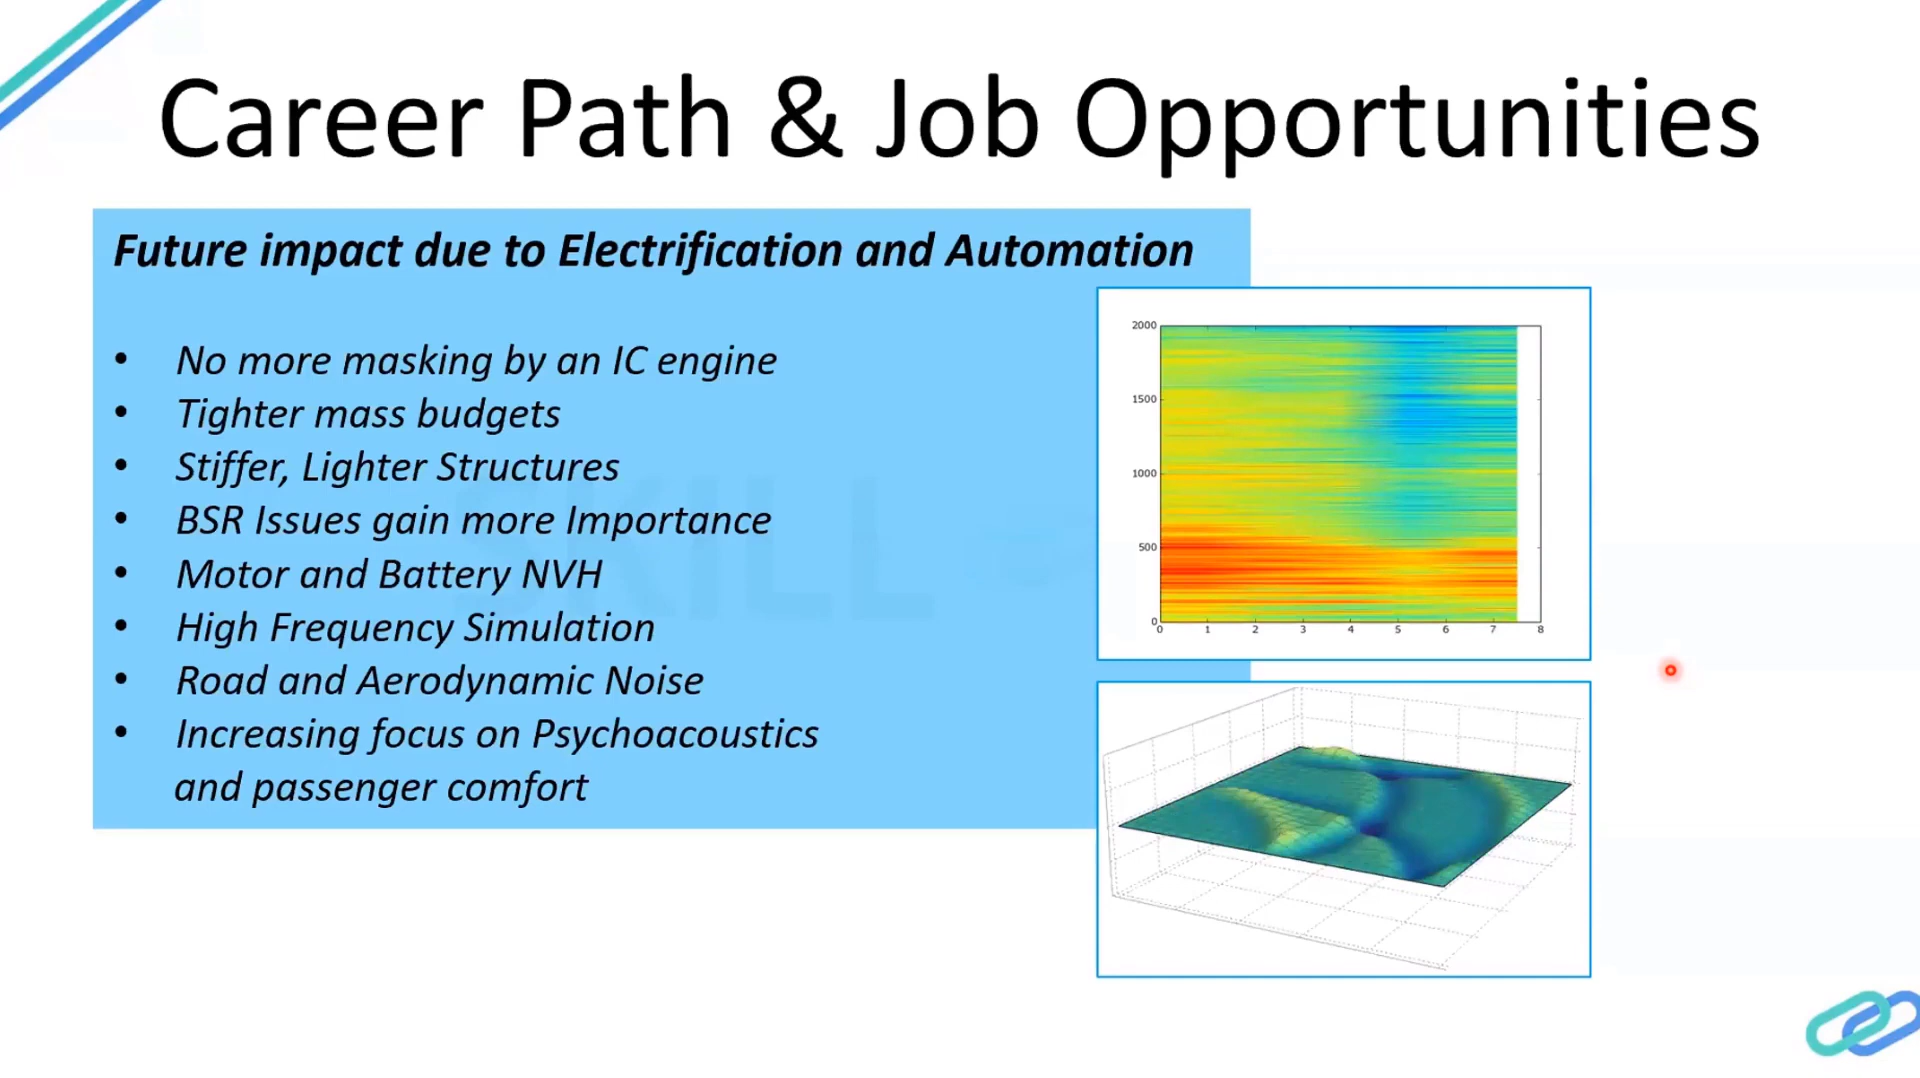 Career Path & Job Opportunities
Future impact due to Electrification and Automation
• No more masking by an IC engine
• Tighter mass budgets
• Stiffer, Lighter Structures
• BSR Issues gain more Importance
• Motor and Battery NVH
• High Frequency Simulation
• Road and Aerodynamic Noise
• Increasing focus on Psychoacoustics
and passenger comfort
SKILL
2000
1500
1000
500
0
0 1 2 3 4 5 6 7 8